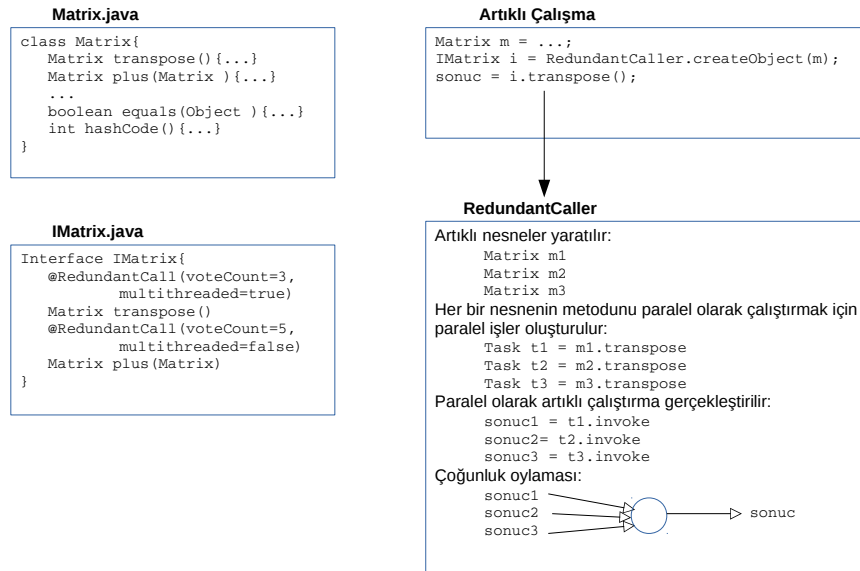 Matrix.java
class Matrix{
Matrix transpose(){...}
Matrix plus(Matrix ){...}
...
boolean equals(Object ){...}
int hashCode(){...}
}
IMatrix.java
Interface IMatrix{
@RedundantCall(voteCount=3,
multithreaded=true)
Matrix transpose()
@RedundantCall(voteCount=5,
multithreaded=false)
Matrix plus(Matrix)
}
Artıklı Çalışma
Matrix m = ...;
IMatrix i = RedundantCaller.createObject(m);
sonuc = i.transpose();
RedundantCaller
Artıklı nesneler yaratılır:
Matrix m1
Matrix m2
Matrix m3
Her bir nesnenin metodunu paralel olarak çalıştırmak için
paralel işler oluşturulur:
Task t1 = m1.transpose
Task t2 = m2.transpose
Task t3 = m3.transpose
Paralel olarak artıklı çalıştırma gerçekleştirilir:
sonuc1 = t1.invoke
sonuc2= t2.invoke
sonuc3 = t3.invoke
Çoğunluk oylaması:
sonuc1
sonuc2
sonuc3
sonuc